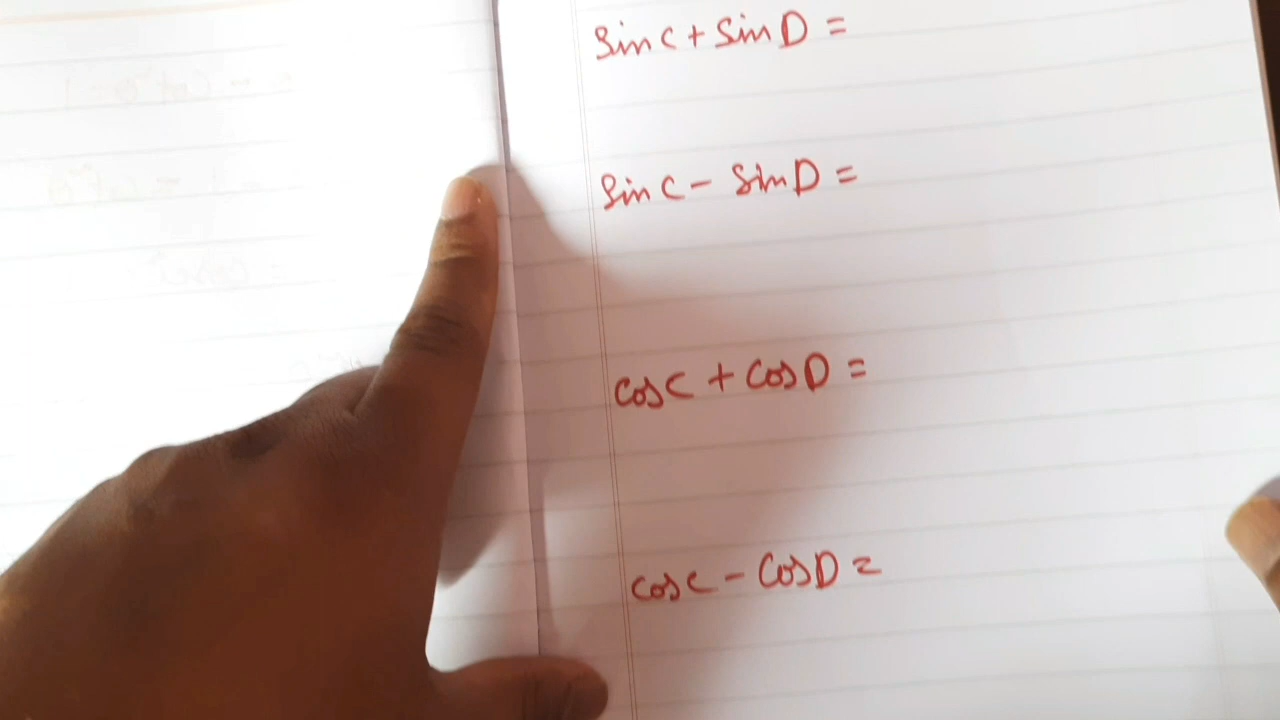 Sin C + Sin D =
Sin C - Sin D =
Cos C + Cos D =
Cos C - Cos D =